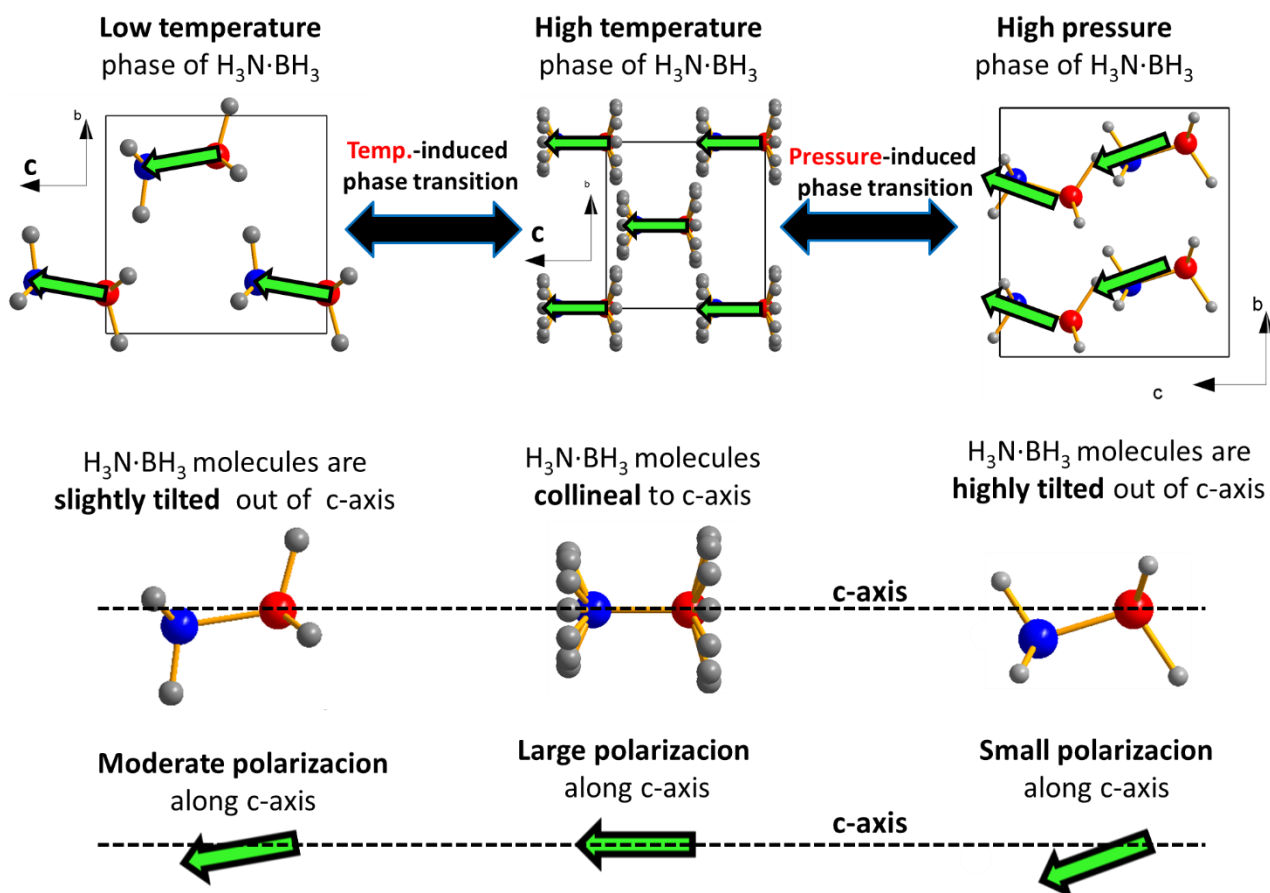 Low temperature
phase of H₃N·BH₃
High temperature
phase of H₃N·BH₃
High pressure
phase of H₃N·BH₃
b
c
Temp.-induced
phase transition
b
c
Pressure-induced
phase transition
b
c
H₃N·BH₃ molecules are
slightly tilted out of c-axis
H₃N·BH₃ molecules
collineal to c-axis
H₃N·BH₃ molecules are
highly tilted out of c-axis
c-axis
Moderate polarizacion
along c-axis
Large polarizacion
along c-axis
Small polarizacion
along c-axis
c-axis